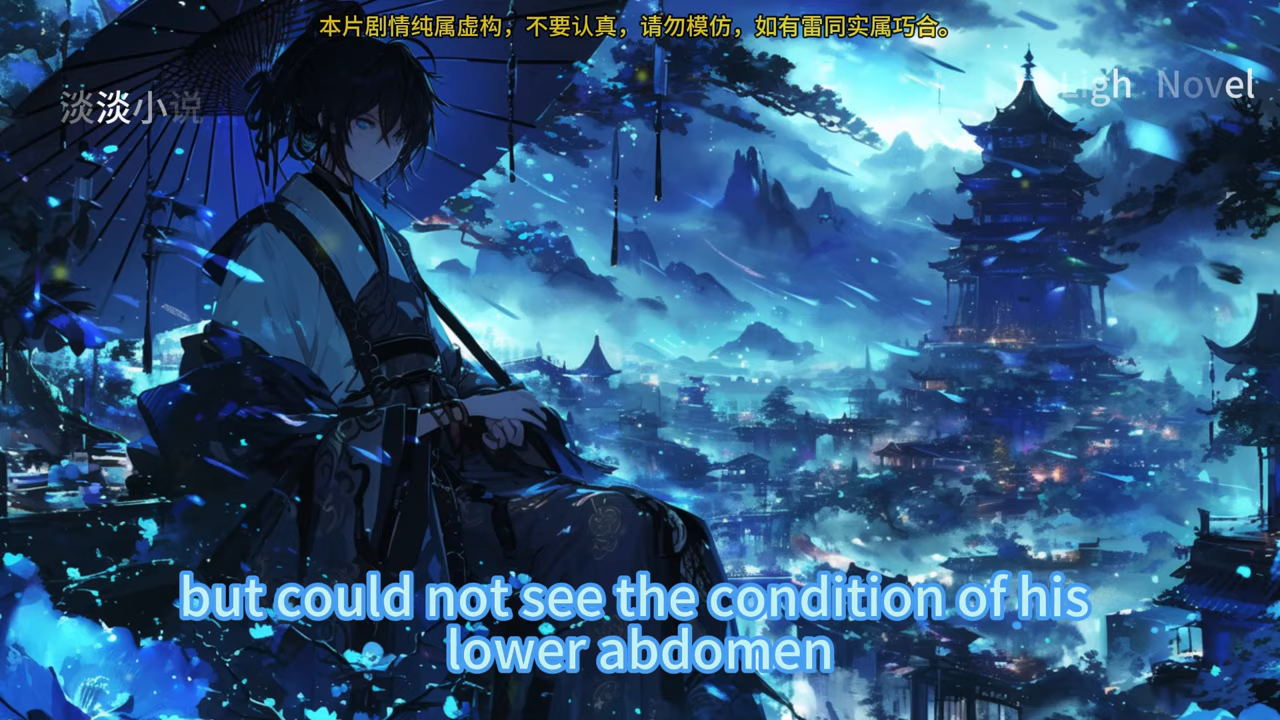 本片剧情纯属虚构，不要认真，请勿模仿，如有雷同实属巧合。
淡淡小说
Ligh Novel
but could not see the condition of his
lower abdomen